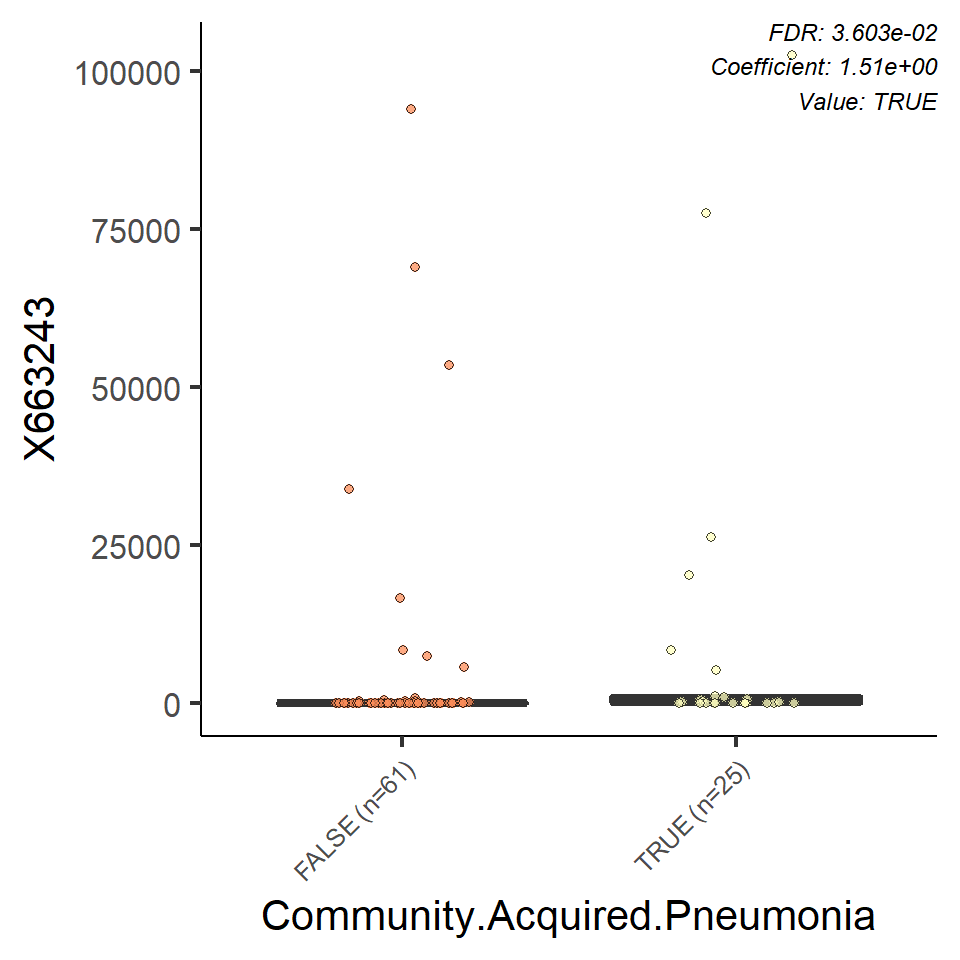 FDR: 3.603e-02
Coefficient: 1.51e+00
Value: TRUE
100000
75000
50000
25000
0
X663243
FALSE (n=61)
TRUE (n=25)
Community.Acquired.Pneumonia